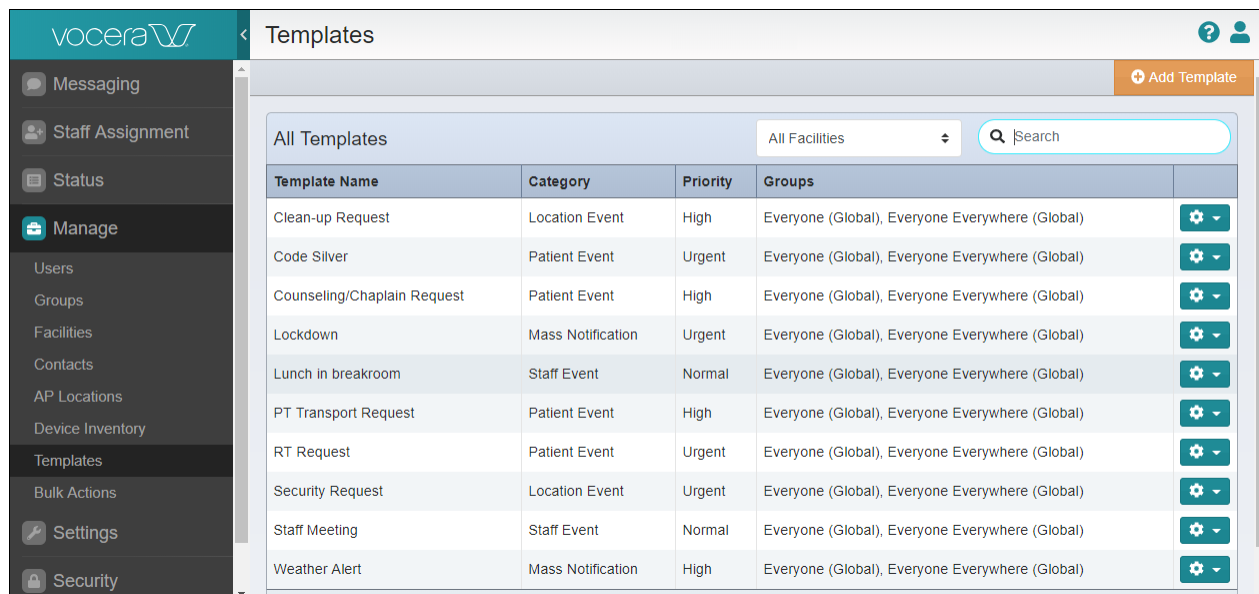 vocera
Templates
Messaging
Staff Assignment
Status
Manage
Users
Groups
Facilities
Contacts
AP Locations
Device Inventory
Templates
Bulk Actions
Settings
Security
Add Template
All Templates
All Facilities
Search
Template Name Category Priority Groups
Clean-up Request Location Event High Everyone (Global), Everyone Everywhere (Global)
Code Silver Patient Event Urgent Everyone (Global), Everyone Everywhere (Global)
Counseling/Chaplain Request Patient Event High Everyone (Global), Everyone Everywhere (Global)
Lockdown Mass Notification Urgent Everyone (Global), Everyone Everywhere (Global)
Lunch in breakroom Staff Event Normal Everyone (Global), Everyone Everywhere (Global)
PT Transport Request Patient Event High Everyone (Global), Everyone Everywhere (Global)
RT Request Patient Event Urgent Everyone (Global), Everyone Everywhere (Global)
Security Request Location Event Urgent Everyone (Global), Everyone Everywhere (Global)
Staff Meeting Staff Event Normal Everyone (Global), Everyone Everywhere (Global)
Weather Alert Mass Notification High Everyone (Global), Everyone Everywhere (Global)